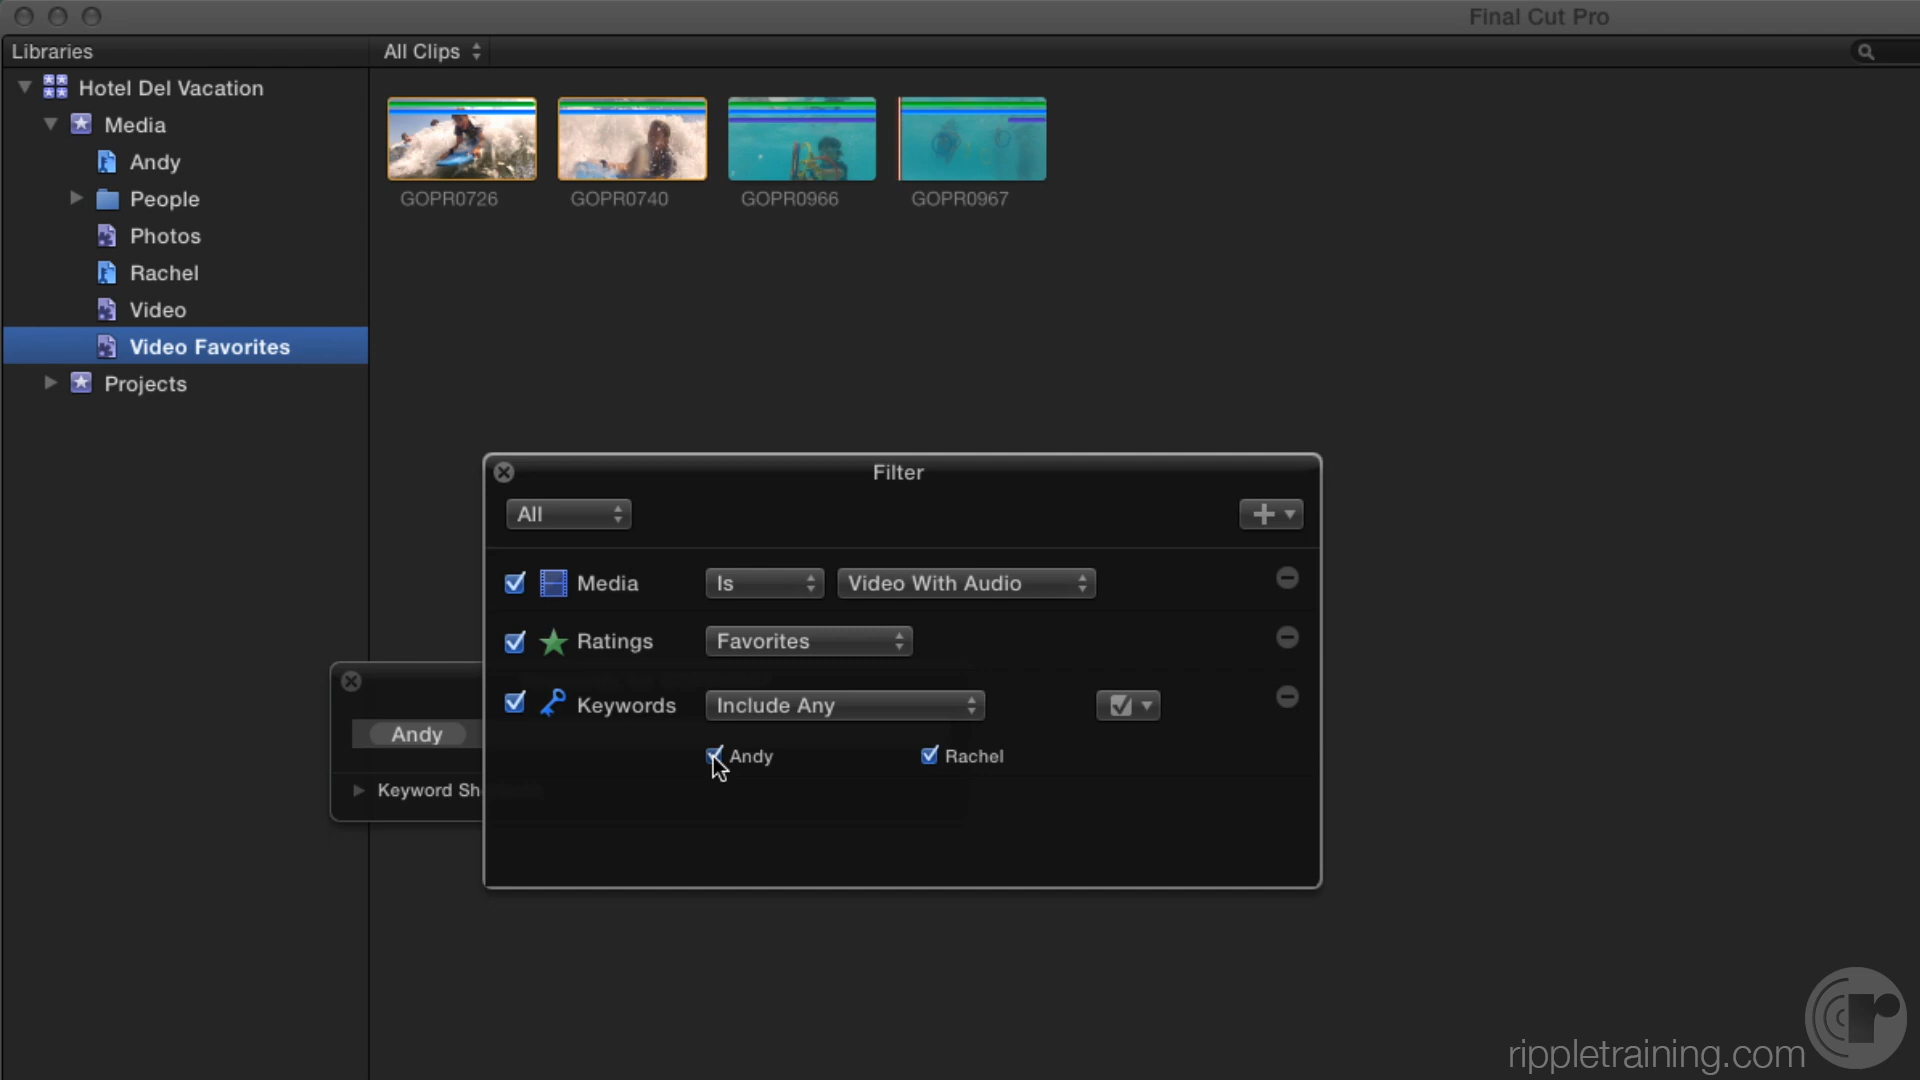 Final Cut Pro
Libraries
All Clips
Hotel Del Vacation
Media
Andy
People
Photos
Rachel
Video
Video Favorites
Projects
GOPR0726
GOPR0740
GOPR0966
GOPR0967
Filter
All
Media
Is
Video With Audio
Ratings
Favorites
Keywords
Include Any
Andy
Rachel
Andy
Keyword Sh
rippletraining.com